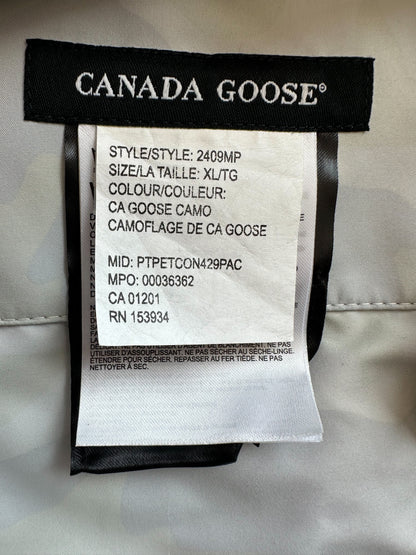 CANADA GOOSE®
STYLE/STYLE: 2409MP
SIZE/LA TAILLE: XL/TG
COLOUR/COULEUR:
CA GOOSE CAMO
CAMOFLAGE DE CA GOOSE
MID: PTPETCON429PAC
MPO: 00036362
CA 01201
RN 153934
UTILISER D'ASSOUPLISSANT. NE PAS SÉCHER AU SÈCHE-LINGE.
ÉTENDRE POUR SÉCHER. REPASSER AU FER TIÈDE. NE PAS
NETTOYER À SEC.